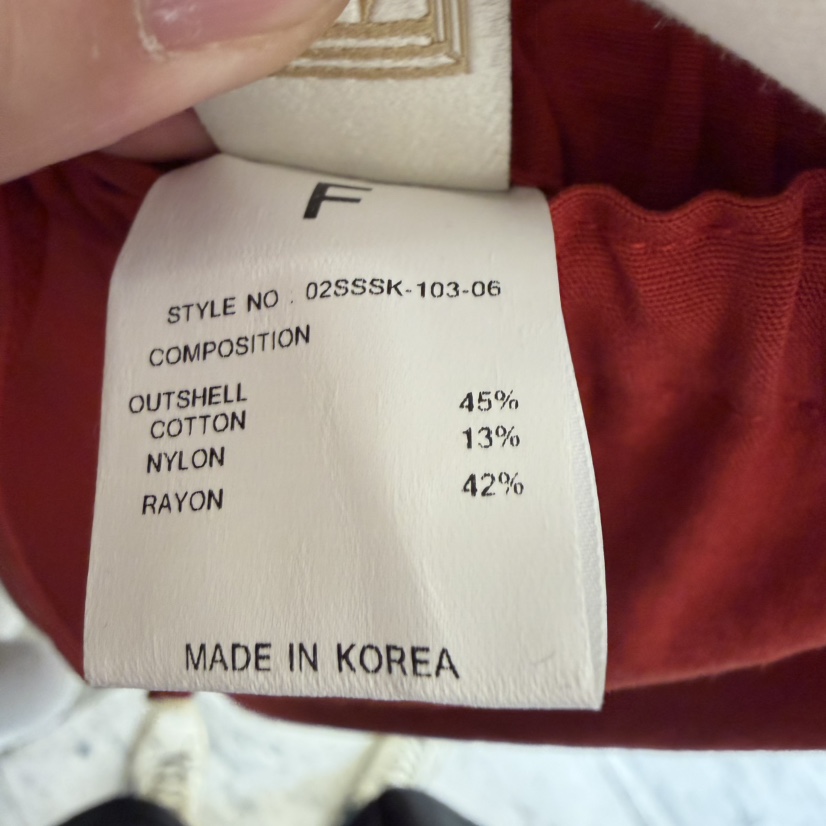 F
STYLE NO : 02SSSK-103-06
COMPOSITION
OUTSHELL
COTTON 45%
NYLON 13%
RAYON 42%
MADE IN KOREA